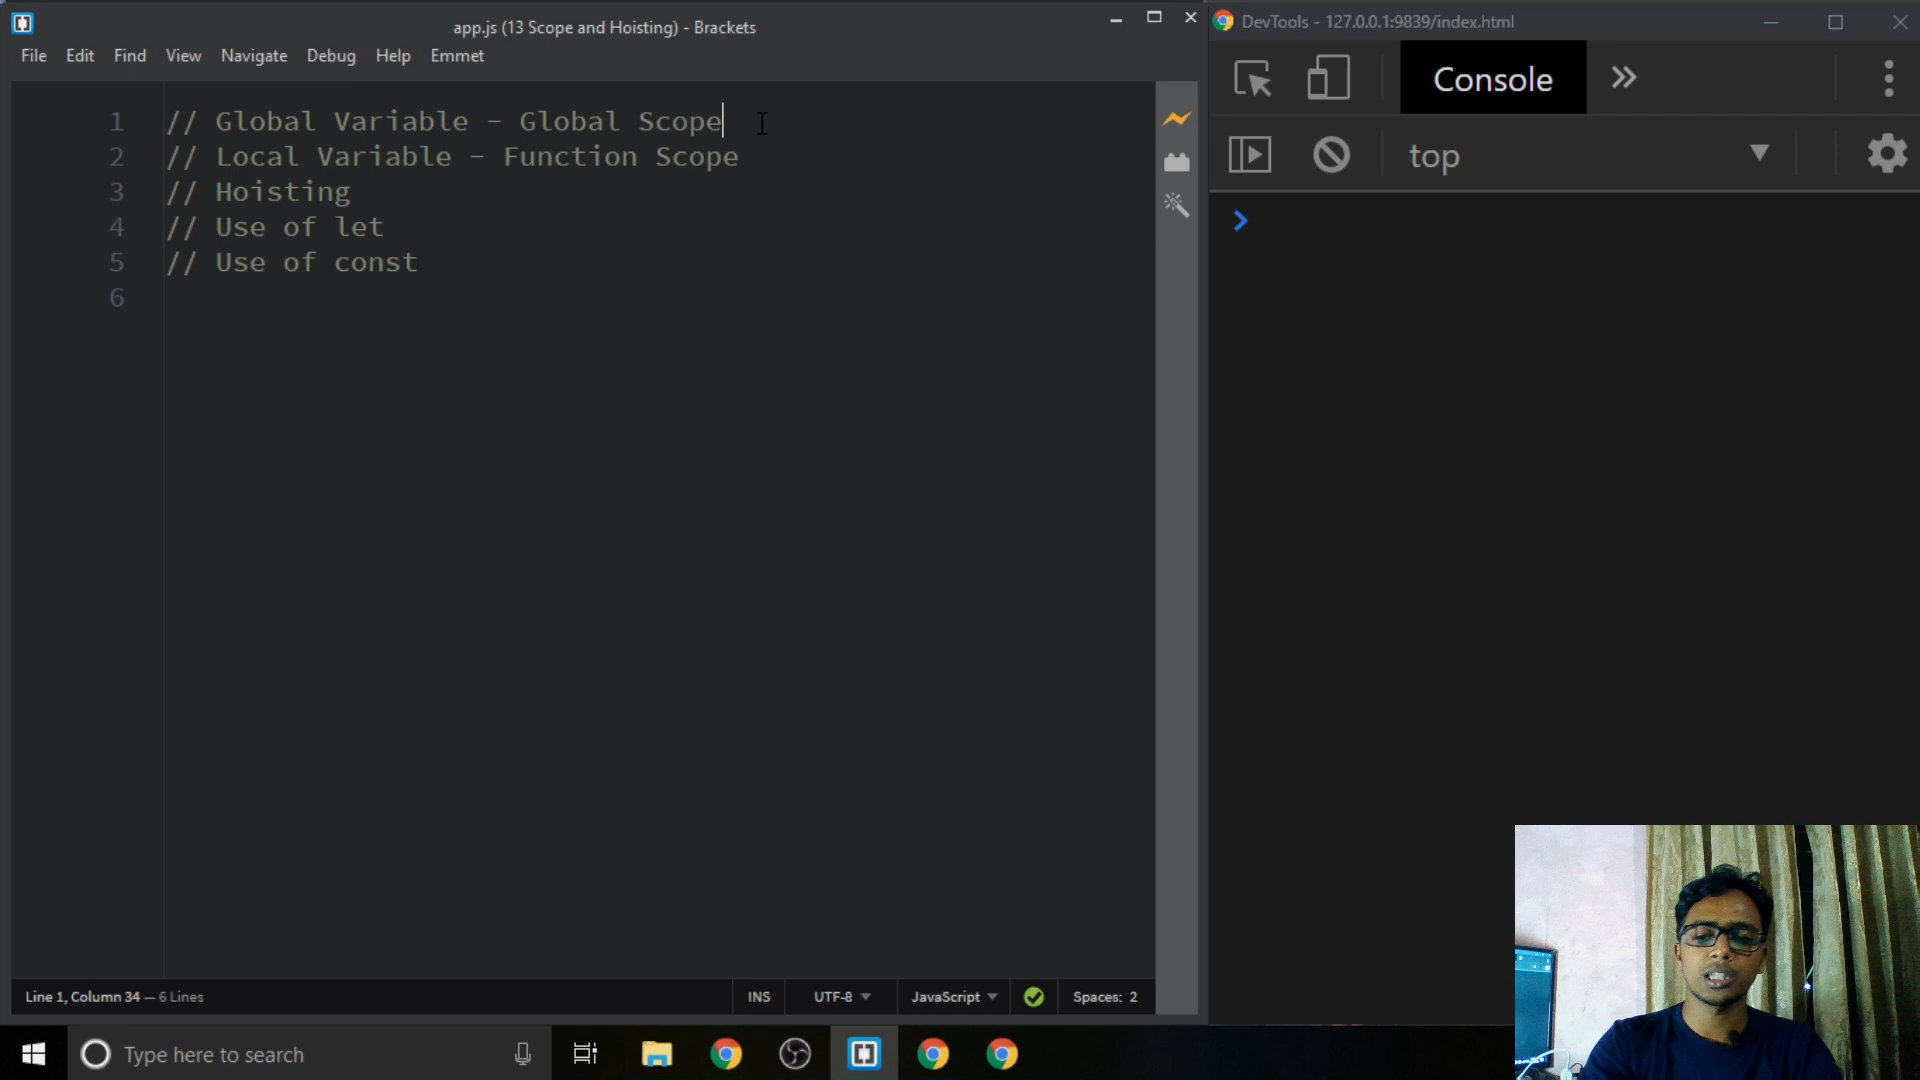 app.js (13 Scope and Hoisting) - Brackets
File Edit Find View Navigate Debug Help Emmet
1 // Global Variable - Global Scope
2 // Local Variable - Function Scope
3 // Hoisting
4 // Use of let
5 // Use of const
6
Line 1, Column 34 — 6 Lines
INS UTF-8 JavaScript Spaces: 2
DevTools - 127.0.0.1:9839/index.html
Console
top
Type here to search